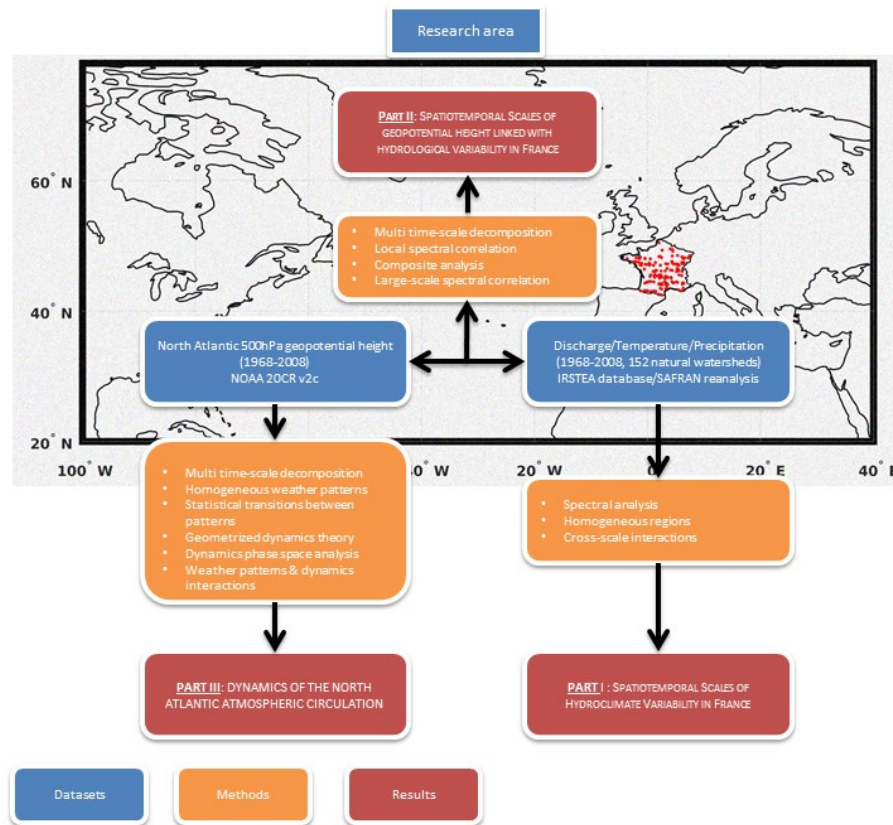 Research area
PART II: SPATIOTEMPORAL SCALES OF
GEOPOTENTIAL HEIGHT LINKED WITH
HYDROLOGICAL VARIABILITY IN FRANCE
60° N
• Multi time-scale decomposition
• Local spectral correlation
• Composite analysis
• Large-scale spectral correlation
40° N
North Atlantic 500hPa geopotential height
(1968-2008)
NOAA 20CR v2c
Discharge/Temperature/Precipitation
(1968-2008, 152 natural watersheds)
IRSTEA database/SAFRAN reanalysis
20° N
100° W
° W
20° W
0°
20° E
40° E
• Multi time-scale decomposition
• Homogeneous weather patterns
• Statistical transitions between
patterns
• Geometrized dynamics theory
• Dynamics phase space analysis
• Weather patterns & dynamics
interactions
• Spectral analysis
• Homogeneous regions
• Cross-scale interactions
PART III: DYNAMICS OF THE NORTH
ATLANTIC ATMOSPHERIC CIRCULATION
PART I : SPATIOTEMPORAL SCALES OF
HYDROCLIMATE VARIABILITY IN FRANCE
Datasets
Methods
Results